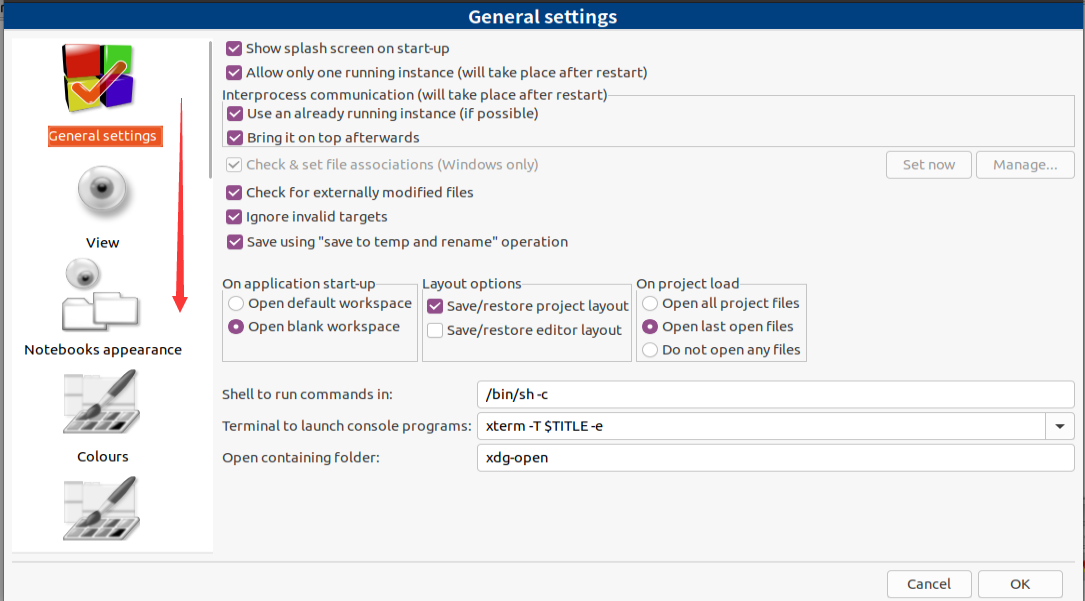 General settings
General settings
View
Notebooks appearance
Colours
Show splash screen on start-up
Allow only one running instance (will take place after restart)
Interprocess communication (will take place after restart)
Use an already running instance (if possible)
Bring it on top afterwards
Check & set file associations (Windows only)
Set now
Manage...
Check for externally modified files
Ignore invalid targets
Save using "save to temp and rename" operation
On application start-up
Open default workspace
Open blank workspace
Layout options
Save/restore project layout
Save/restore editor layout
On project load
Open all project files
Open last open files
Do not open any files
Shell to run commands in:
/bin/sh -c
Terminal to launch console programs:
xterm -T $TITLE -e
Open containing folder:
xdg-open
Cancel
OK